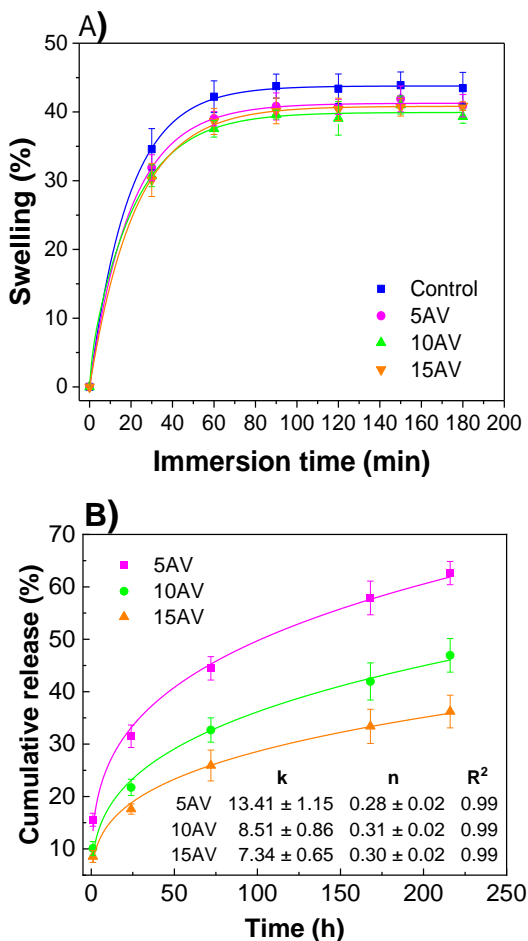 A)
50
40
30
20
10
0
Swelling (%)
Control
5AV
10AV
15AV
0 20 40 60 80 100 120 140 160 180 200
Immersion time (min)
B)
70
60
50
40
30
20
10
Cumulative release (%)
5AV
10AV
15AV
k n R²
5AV 13.41 ± 1.15 0.28 ± 0.02 0.99
10AV 8.51 ± 0.86 0.31 ± 0.02 0.99
15AV 7.34 ± 0.65 0.30 ± 0.02 0.99
0 50 100 150 200 250
Time (h)